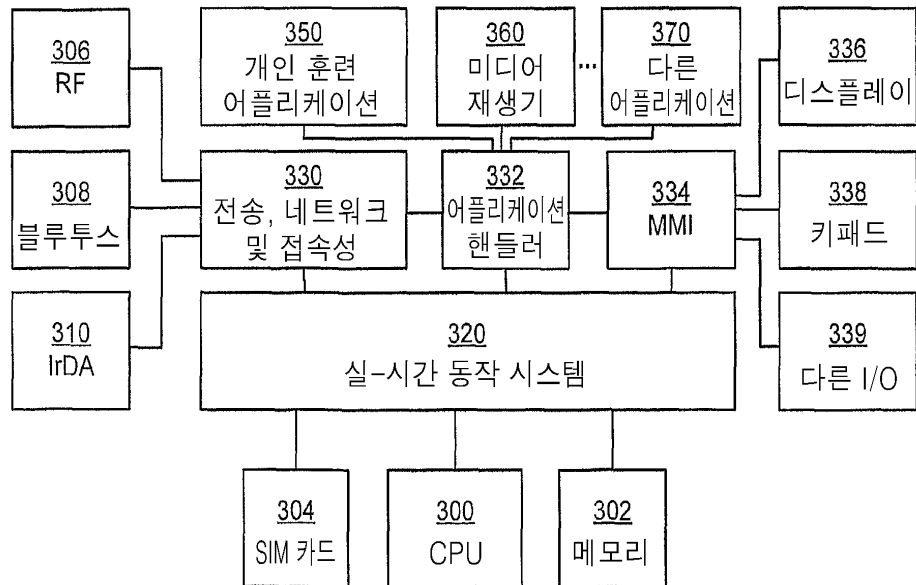 306
RF
350
개인 훈련
어플리케이션
360
미디어
재생기
...
370
다른
어플리케이션
336
디스플레이
308
블루투스
330
전송, 네트워크
및 접속성
332
어플리케이션
핸들러
334
MMI
338
키패드
310
IrDA
320
실-시간 동작 시스템
339
다른 I/O
304
SIM 카드
300
CPU
302
메모리